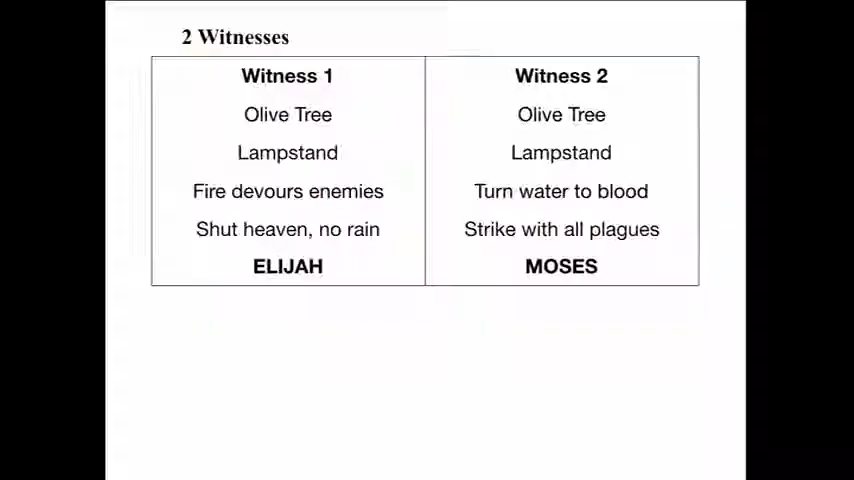 2 Witnesses
Witness 1
Witness 2
Olive Tree
Olive Tree
Lampstand
Lampstand
Fire devours enemies
Turn water to blood
Shut heaven, no rain
Strike with all plagues
ELIJAH
MOSES